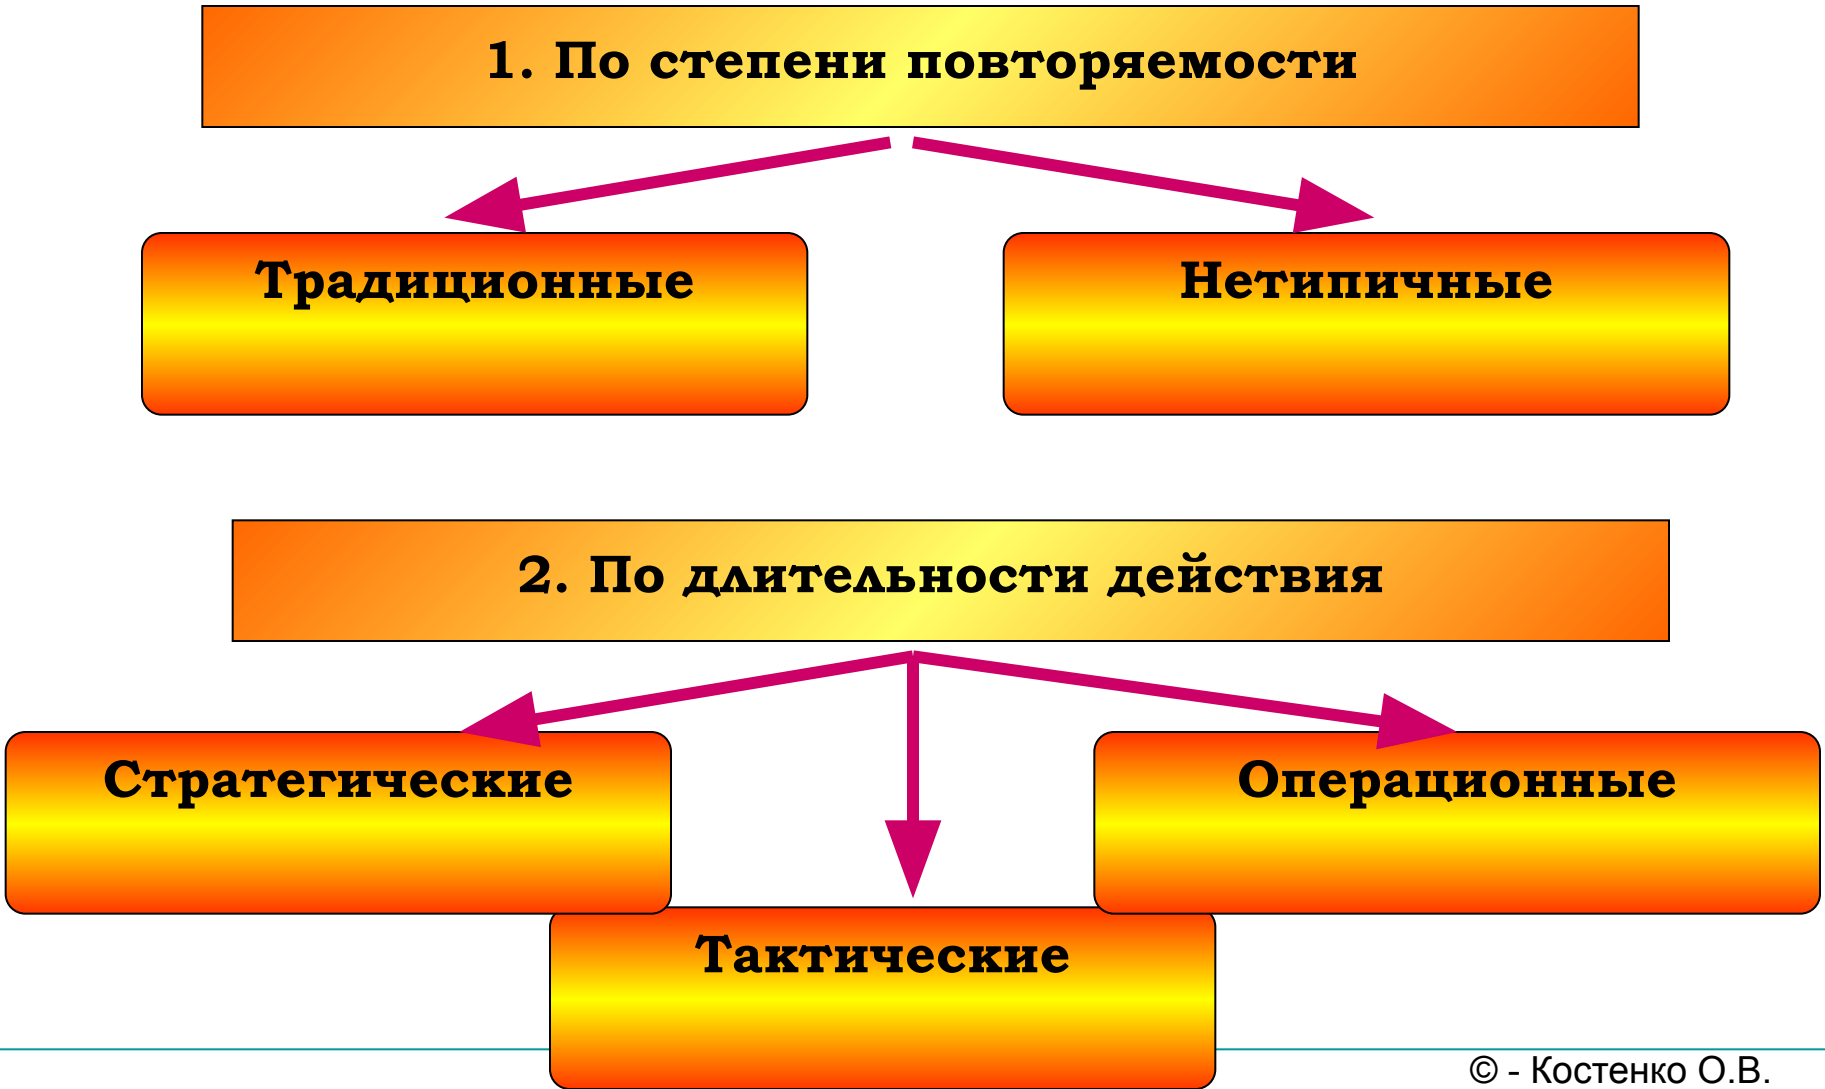 1. По степени повторяемости
Традиционные
Нетипичные
2. По длительности действия
Стратегические
Операционные
Тактические
© - Костенко О.В.